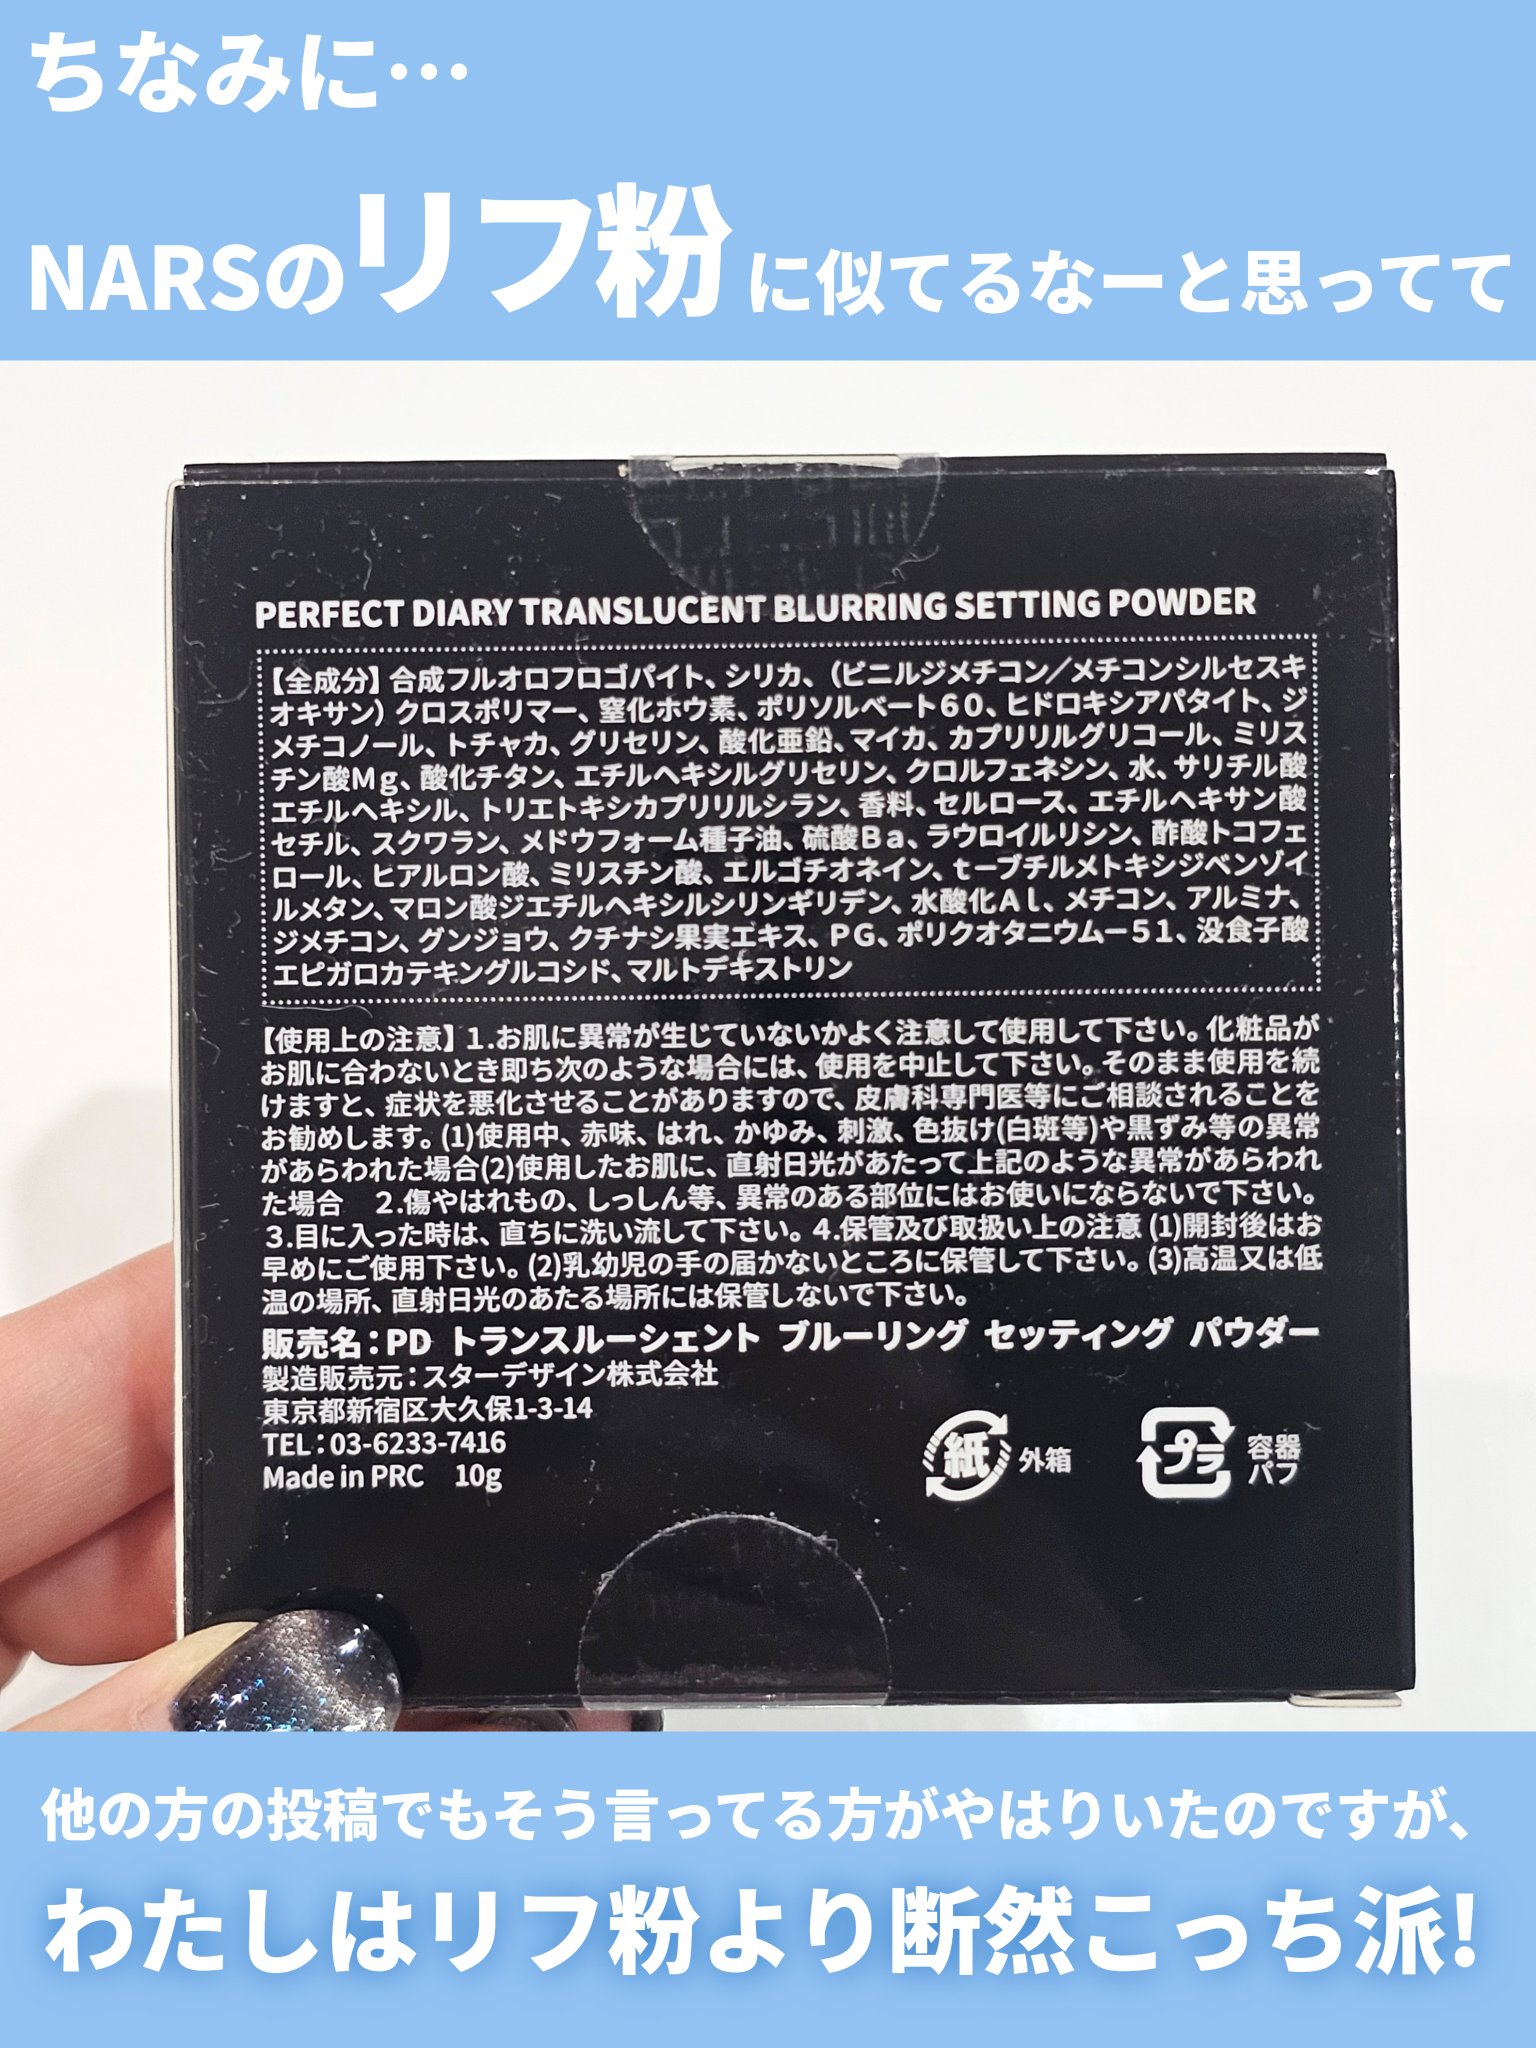 ちなみに…
NARSのリフ粉に似てるなーと思ってて
PERFECT DIARY TRANSLUCENT BLURRING SETTING POWDER
【全成分】合成フルオロフロゴパイト、シリカ、（ビニルジメチコン／メチコンシルセスキ
オキサン）クロスポリマー、窒化ホウ素、ポリソルベート６０、ヒドロキシアパタイト、ジ
メチコノール、トチャカ、グリセリン、酸化亜鉛、マイカ、カプリリルグリコール、ミリス
チン酸Ｍｇ、酸化チタン、エチルヘキシルグリセリン、クロルフェネシン、水、サリチル酸
エチルヘキシル、トリエトキシカプリリルシラン、香料、セルロース、エチルヘキサン酸
セチル、スクワラン、メドウフォーム種子油、硫酸Ｂａ、ラウロイルリシン、酢酸トコフェ
ロール、ヒアルロン酸、ミリスチン酸、エルゴチオネイン、ｔーブチルメトキシジベンゾイ
ルメタン、マロン酸ジエチルヘキシルシリンギリデン、水酸化Ａｌ、メチコン、アルミナ、
ジメチコン、グンジョウ、クチナシ果実エキス、ＰＧ、ポリクオタニウムー５１、没食子酸
エピガロカテキングルコシド、マルトデキストリン
【使用上の注意】１.お肌に異常が生じていないかよく注意して使用して下さい。化粧品が
お肌に合わないとき即ち次のような場合には、使用を中止して下さい。そのまま使用を続
けますと、症状を悪化させることがありますので、皮膚科専門医等にご相談されることを
お勧めします。(1)使用中、赤味、はれ、かゆみ、刺激、色抜け(白斑等)や黒ずみ等の異常
があらわれた場合(2)使用したお肌に、直射日光があたって上記のような異常があらわれ
た場合　２.傷やはれもの、しっしん等、異常のある部位にはお使いにならないで下さい。
３.目に入った時は、直ちに洗い流して下さい。４.保管及び取扱い上の注意 (1)開封後はお
早めにご使用下さい。(2)乳幼児の手の届かないところに保管して下さい。(3)高温又は低
温の場所、直射日光のあたる場所には保管しないで下さい。
販売名：PD トランスルーシェント ブルーリング セッティング パウダー
製造販売元：スターデザイン株式会社
東京都新宿区大久保1-3-14
TEL：03-6233-7416
Made in PRC　10g
紙 外箱
プラ 容器
パフ
他の方の投稿でもそう言ってる方がやはりいたのですが、
わたしはリフ粉より断然こっち派!